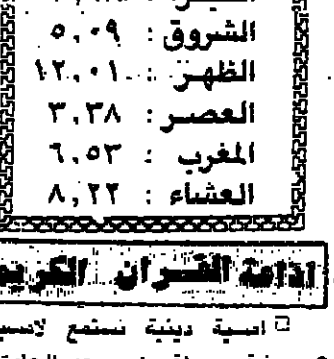 الشروق : ٥,٠٩
الظهر : ١٢,٠١
العصر : ٣,٣٨
المغرب : ٦,٥٣
العشاء : ٨,٢٢
اذاعة القرآن الكريم
امسية دينية نستمع